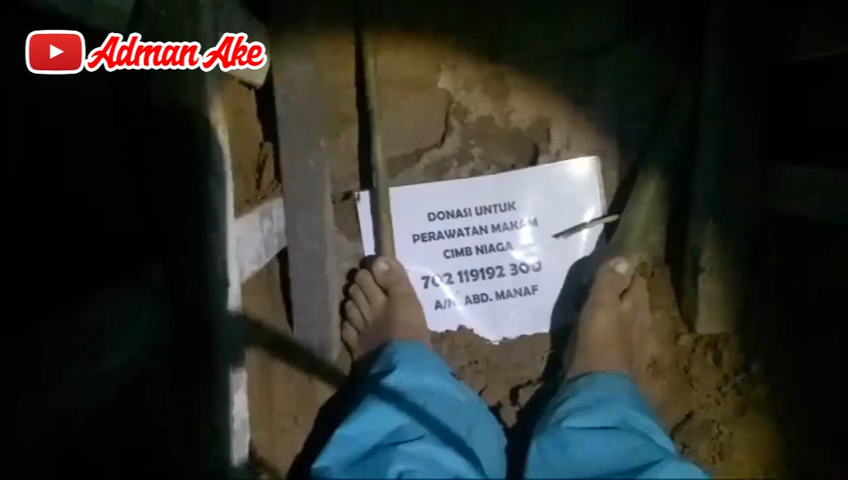 Adman Ake
DONASI UNTUK
PERAWATAN MAKAM
CIMB NIAGA
702 119192 300
A/N. ABD. MANAF